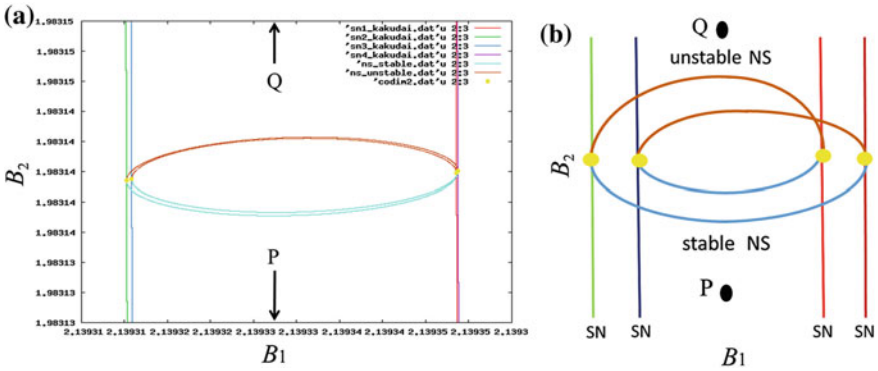 (a)
1.98315
1.98315
1.98314
1.98314
1.98314
1.98314
1.98314
1.98313
1.98313
B2
'sn1_kakudai.dat'u 2:3
'sn2_kakudai.dat'u 2:3
'sn3_kakudai.dat'u 2:3
'sn4_kakudai.dat'u 2:3
'ns_stable.dat'u 2:3
'ns_unstable.dat'u 2:3
'codim2.dat'u 2:3
Q
P
2.13931 2.13931 2.13932 2.13932 2.13933 2.13933 2.13934 2.13934 2.13935 2.13935 2.1393
B1
(b)
Q
unstable NS
B2
stable NS
P
SN SN SN SN
B1